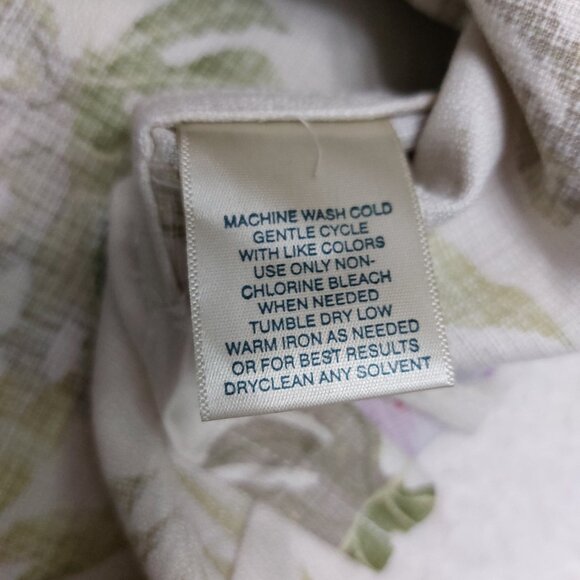 MACHINE WASH COLD
GENTLE CYCLE
WITH LIKE COLORS
USE ONLY NON-
CHLORINE BLEACH
WHEN NEEDED
TUMBLE DRY LOW
WARM IRON AS NEEDED
OR FOR BEST RESULTS
DRYCLEAN ANY SOLVENT